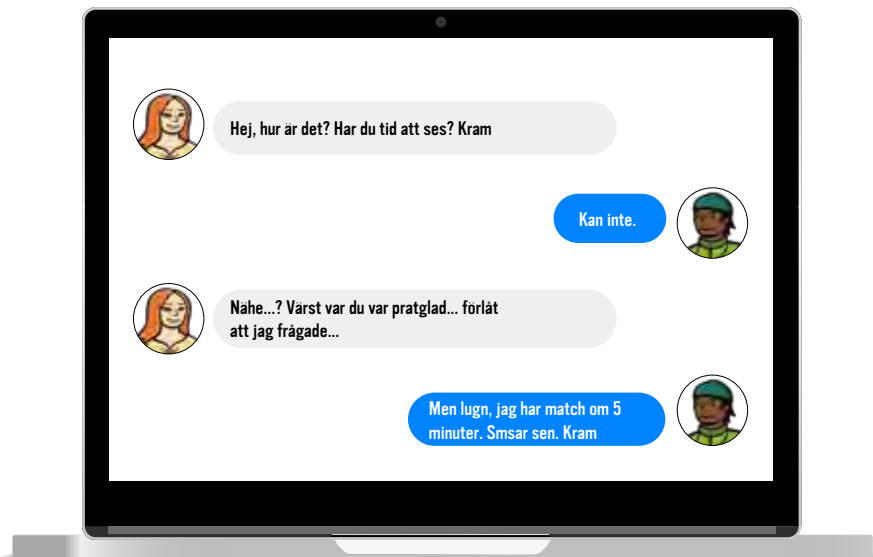 Hej, hur är det? Har du tid att ses? Kram
Kan inte.
Nähe...? Värst var du var pratglad... förlåt
att jag frågade...
Men lugn, jag har match om 5
minuter. Smsar sen. Kram